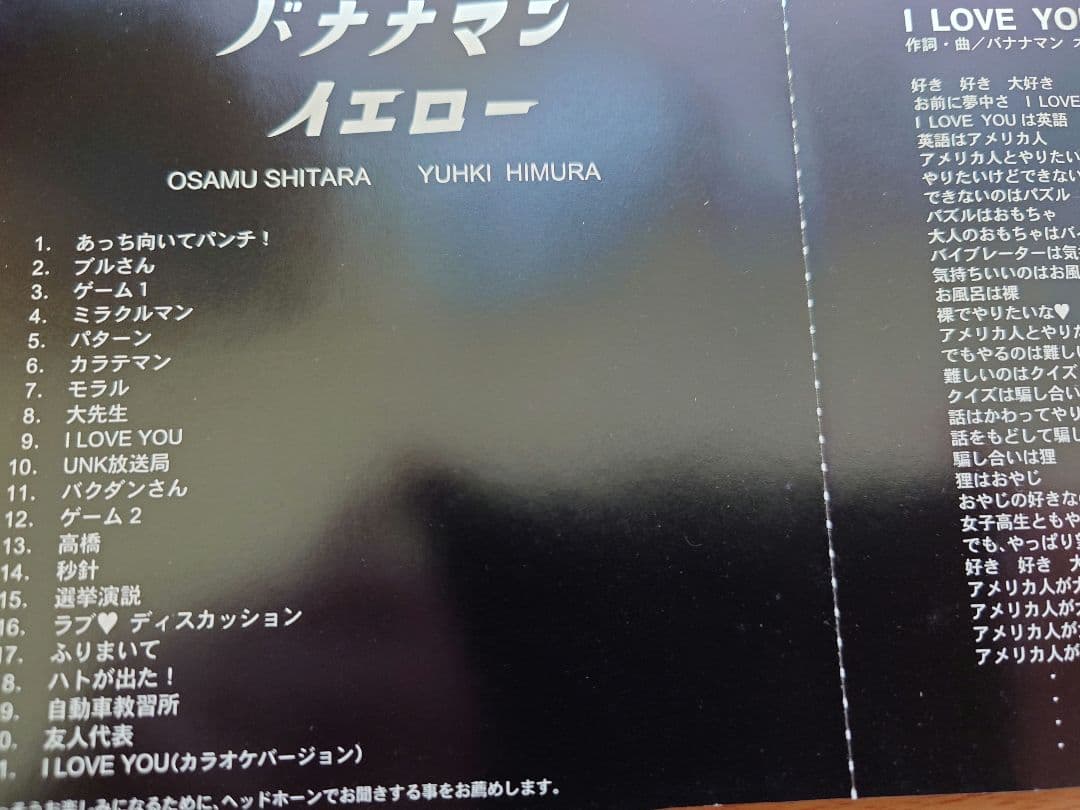 バナナマン
イエロー
OSAMU SHITARA YUHKI HIMURA
1. あっち向いてパンチ！
2. ブルさん
3. ゲーム1
4. ミラクルマン
5. パターン
6. カラテマン
7. モラル
8. 大先生
9. I LOVE YOU
10. UNK放送局
11. バクダンさん
12. ゲーム2
13. 高橋
14. 秒針
15. 選挙演説
16. ラブ♥ ディスカッション
17. ふりまいて
8. ハトが出た！
9. 自動車教習所
0. 友人代表
1. I LOVE YOU(カラオケバージョン)
お楽しみになるために、ヘッドホーンでお聞きする事をお薦めします。
I LOVE YOU
作詞・曲／バナナマン
好き 好き 大好き
お前に夢中さ I LOVE
I LOVE YOU は英語
英語はアメリカ人
アメリカ人とやりたい
やりたいけどできない
できないのはパズル
パズルはおもちゃ
大人のおもちゃはバイ
バイブレーターは気
気持ちいいのはお風
お風呂は裸
裸でやりたいな♥
アメリカ人とやりた
でもやるのは難しい
難しいのはクイズ
クイズは騙し合い
話はかわってやり
話をもどして騙し
騙し合いは狸
狸はおやじ
おやじの好きな
女子高生ともや
でも、やっぱり
好き 好き
アメリカ人が
アメリカ人が
アメリカ人が
アメリカ人が